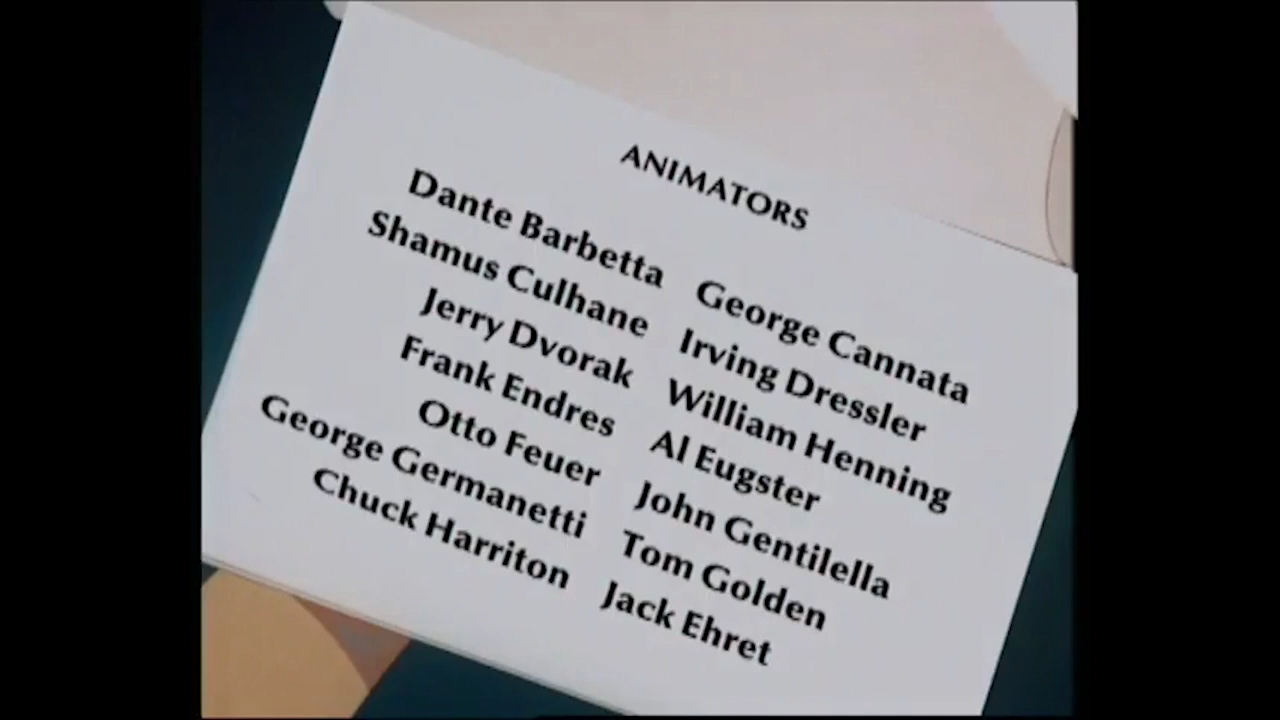 ANIMATORS
Dante Barbetta George Cannata
Shamus Culhane Irving Dressler
Jerry Dvorak William Henning
Frank Endres Al Eugster
Otto Feuer John Gentilella
George Germanetti Tom Golden
Chuck Harriton Jack Ehret